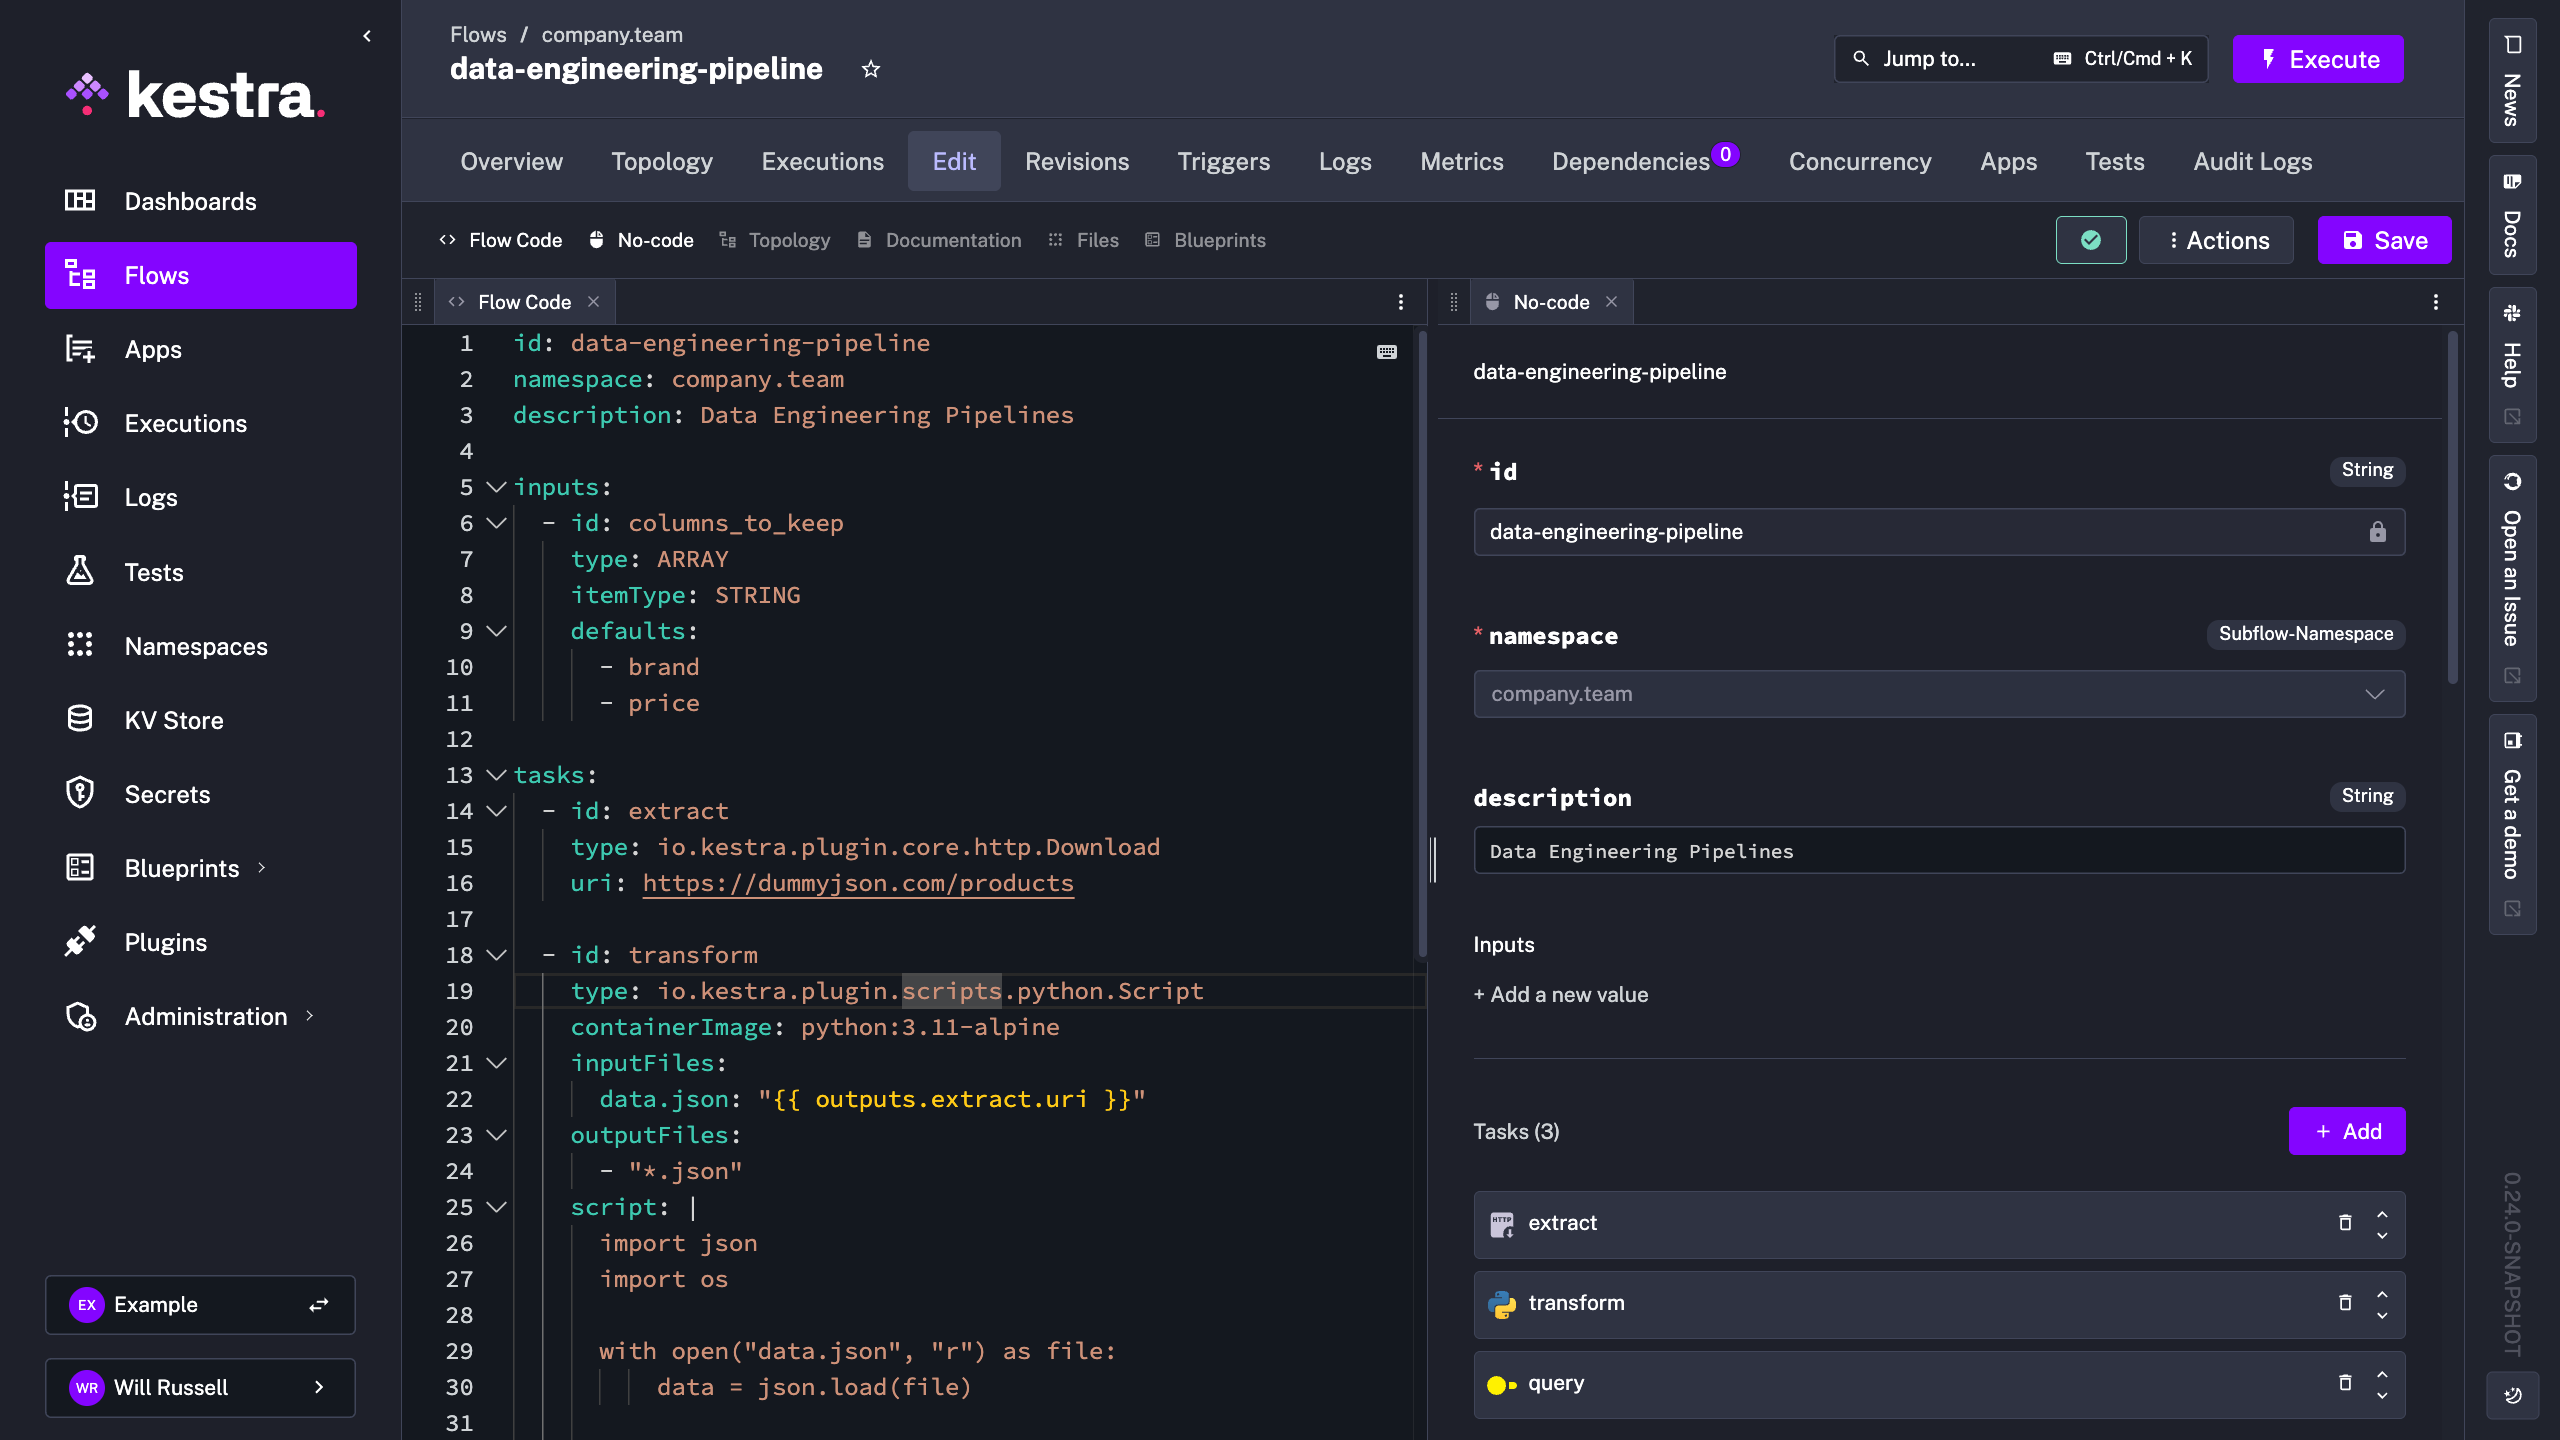 kestra.
Dashboards
Flows
Apps
Executions
Logs
Tests
Namespaces
KV Store
Secrets
Blueprints
Plugins
Administration
EX Example
WR Will Russell
Flows / company.team
data-engineering-pipeline
Jump to... Ctrl/Cmd + K
Execute
Overview Topology Executions Edit Revisions Triggers Logs Metrics Dependencies 0 Concurrency Apps Tests Audit Logs
Flow Code No-code Topology Documentation Files Blueprints
Actions Save
Flow Code
1 id: data-engineering-pipeline
2 namespace: company.team
3 description: Data Engineering Pipelines
4
5 inputs:
6 - id: columns_to_keep
7 type: ARRAY
8 itemType: STRING
9 defaults:
10 - brand
11 - price
12
13 tasks:
14 - id: extract
15 type: io.kestra.plugin.core.http.Download
16 uri: https://dummyjson.com/products
17
18 - id: transform
19 type: io.kestra.plugin.scripts.python.Script
20 containerImage: python:3.11-alpine
21 inputFiles:
22 data.json: "{{ outputs.extract.uri }}"
23 outputFiles:
24 - "*.json"
25 script: |
26 import json
27 import os
28
29 with open("data.json", "r") as file:
30 data = json.load(file)
31
No-code
data-engineering-pipeline
* id String
data-engineering-pipeline
* namespace Subflow-Namespace
company.team
description String
Data Engineering Pipelines
Inputs
+ Add a new value
Tasks (3) + Add
HTTP extract
transform
query
News
Docs
Help
Open an Issue
Get a demo
0.24.0-SNAPSHOT